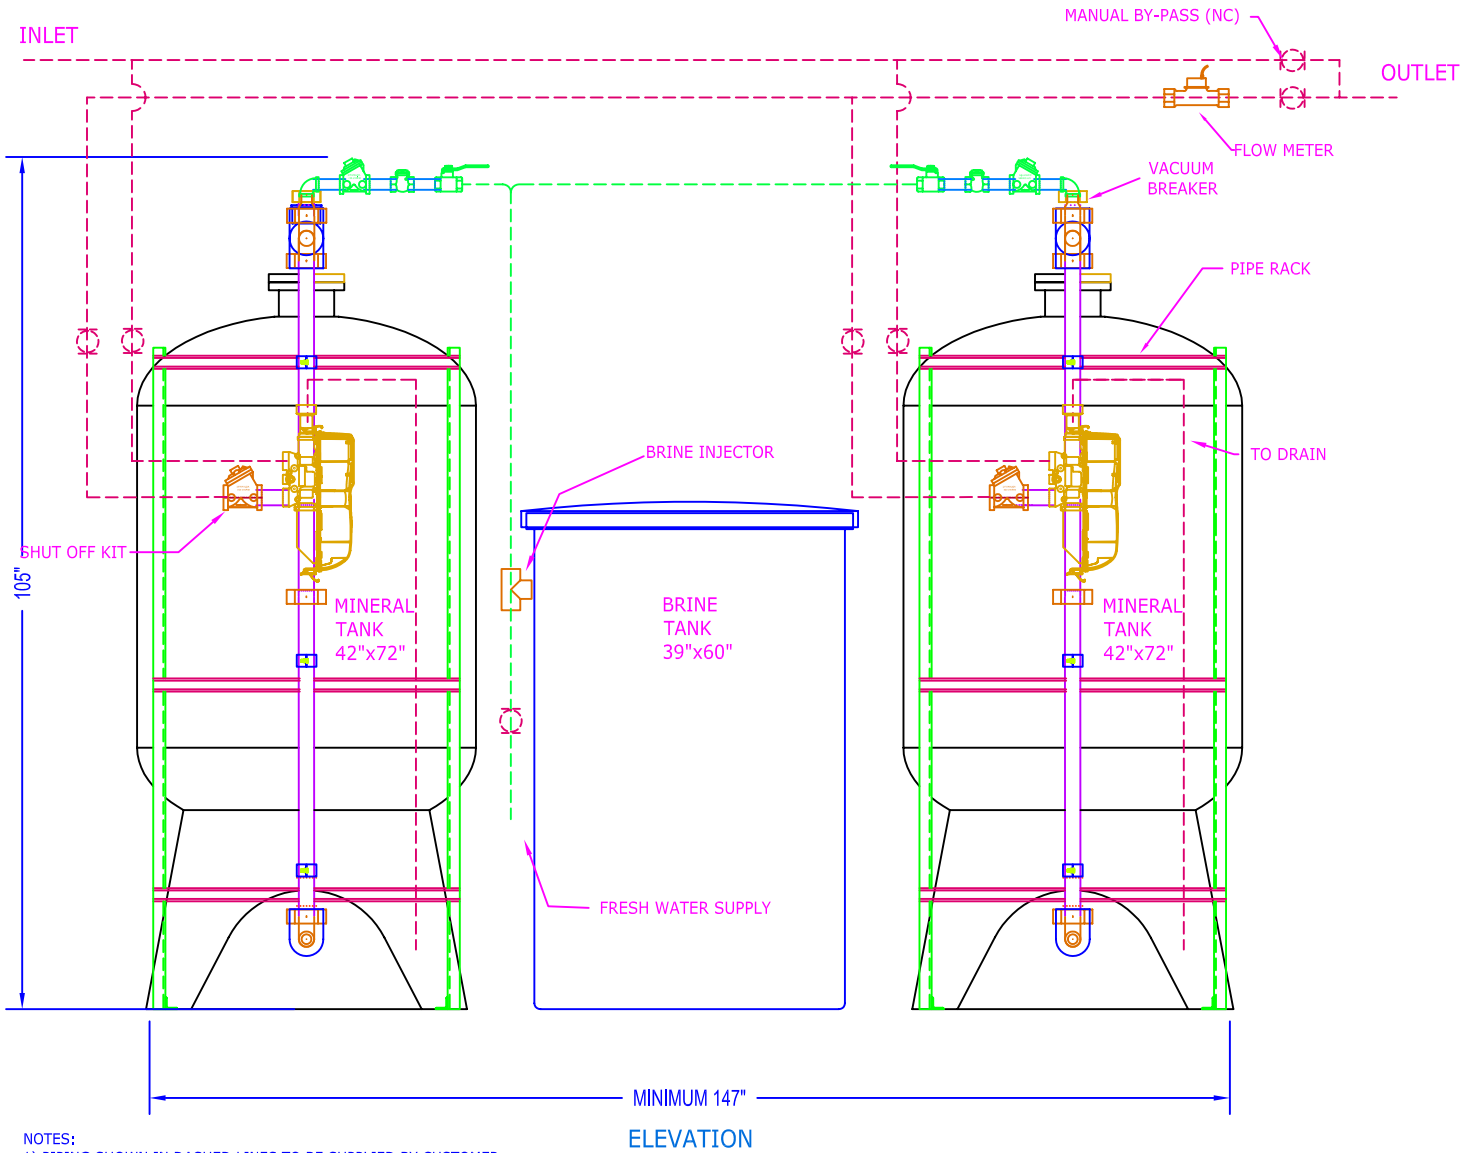 MANUAL BY-PASS (NC)
INLET
OUTLET
FLOW METER
VACUUM
BREAKER
PIPE RACK
BRINE INJECTOR
TO DRAIN
SHUT OFF KIT
105"
MINERAL
TANK
42"x72"
BRINE
TANK
39"x60"
MINERAL
TANK
42"x72"
FRESH WATER SUPPLY
MINIMUM 147"
ELEVATION
NOTES: